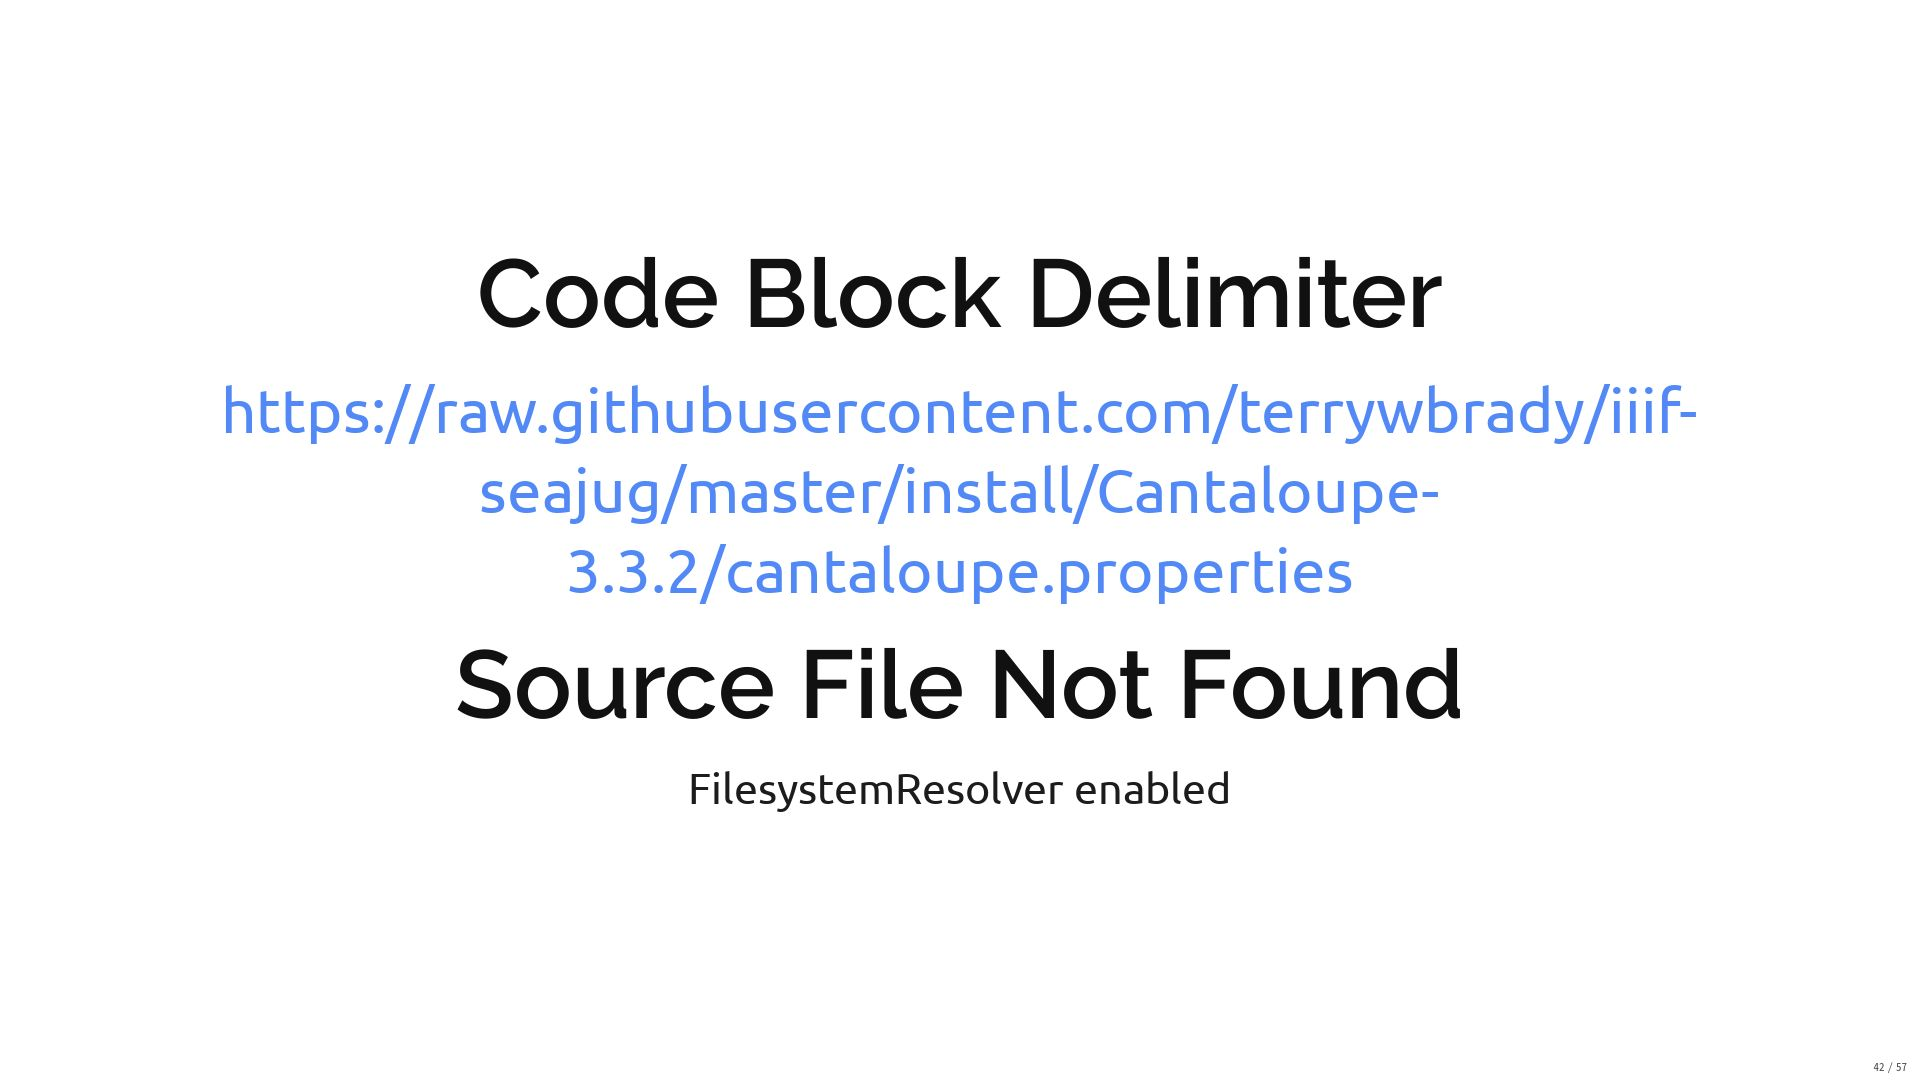 Code Block Delimiter
https://raw.githubusercontent.com/terrywbrady/iiif-
seajug/master/install/Cantaloupe-
3.3.2/cantaloupe.properties
Source File Not Found
FilesystemResolver enabled
42 / 57